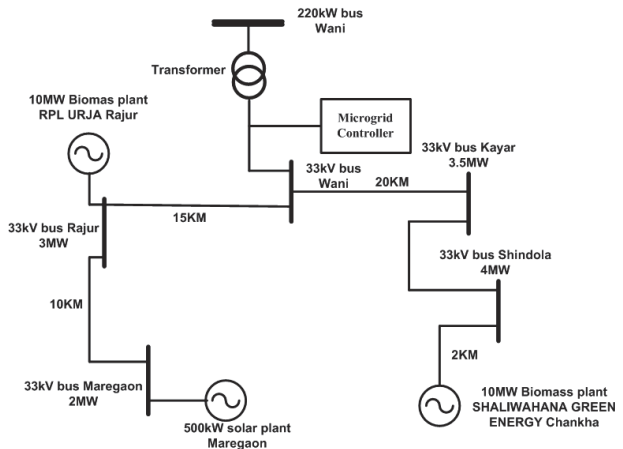 220kW bus
Wani
Transformer
10MW Biomas plant
RPL URJA Rajur
Microgrid
Controller
33kV bus Kayar
3.5MW
33kV bus
Wani
20KM
15KM
33kV bus Rajur
3MW
33kV bus Shindola
4MW
10KM
2KM
33kV bus Maregaon
2MW
500kW solar plant
Maregaon
10MW Biomass plant
SHALIWAHANA GREEN
ENERGY Chankha